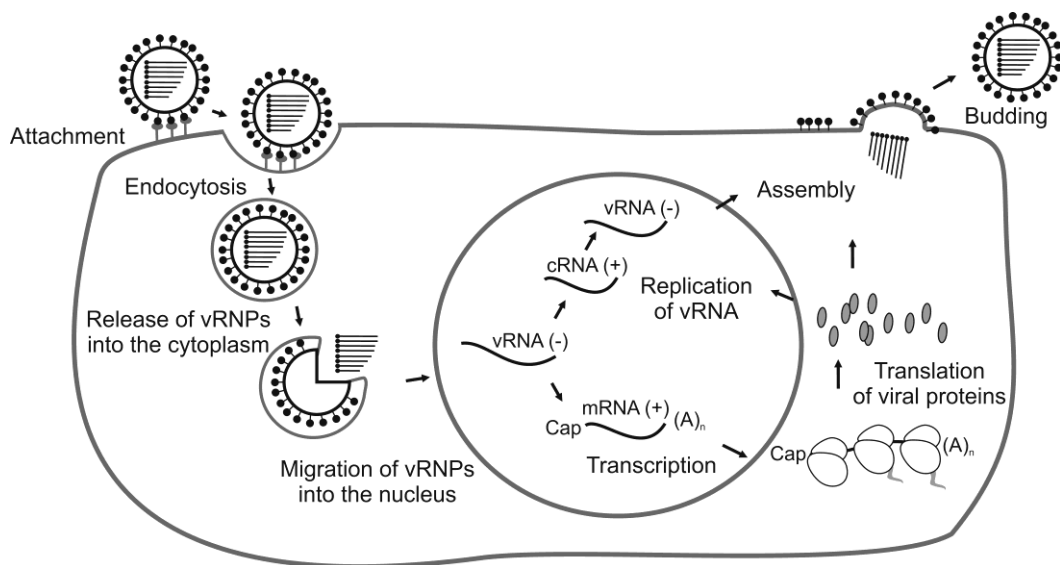 Attachment
Endocytosis
Release of vRNPs
into the cytoplasm
Migration of vRNPs
into the nucleus
vRNA (-)
cRNA (+)
vRNA (-)
mRNA (+)
Cap
(A)n
Transcription
Replication
of vRNA
Cap
(A)n
Translation
of viral proteins
Assembly
Budding